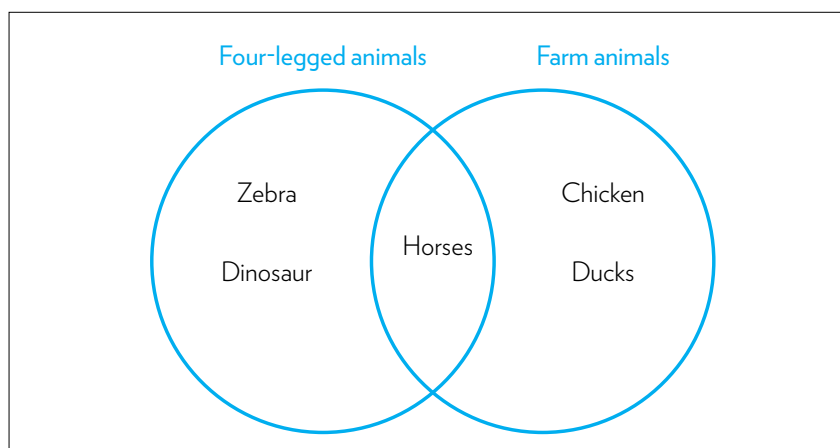 Four-legged animals
Farm animals
Zebra
Chicken
Horses
Dinosaur
Ducks